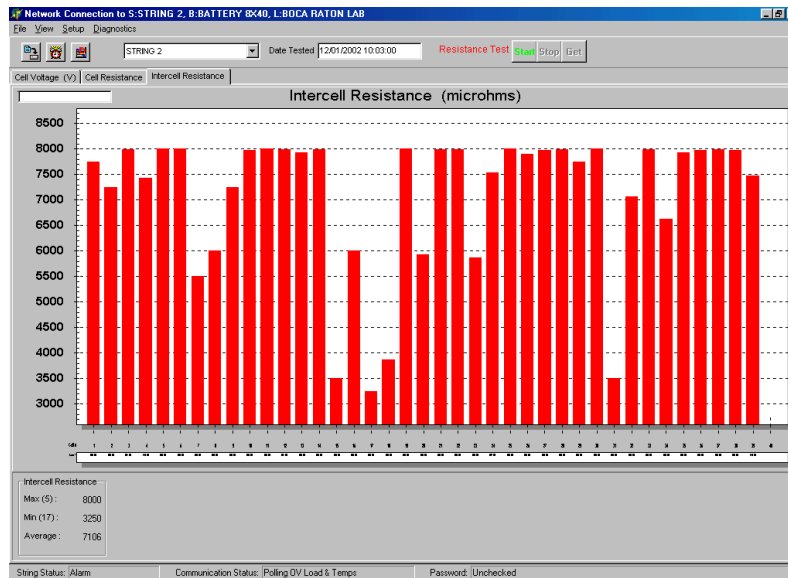 Network Connection to S:STRING 2, B:BATTERY 8X40, L:BOCA RATON LAB
File View Setup Diagnostics
STRING 2 Date Tested 12/01/2002 10:03:00 Resistance Test Start Stop Get
Cell Voltage (V) Cell Resistance Intercell Resistance
Intercell Resistance (microhms)
8500
8000
7500
7000
6500
6000
5500
5000
4500
4000
3500
3000
Intercell Resistance
Max (5) : 8000
Min (17) : 3250
Average : 7106
String Status: Alarm Communication Status: Polling OV Load & Temps Password: Unchecked